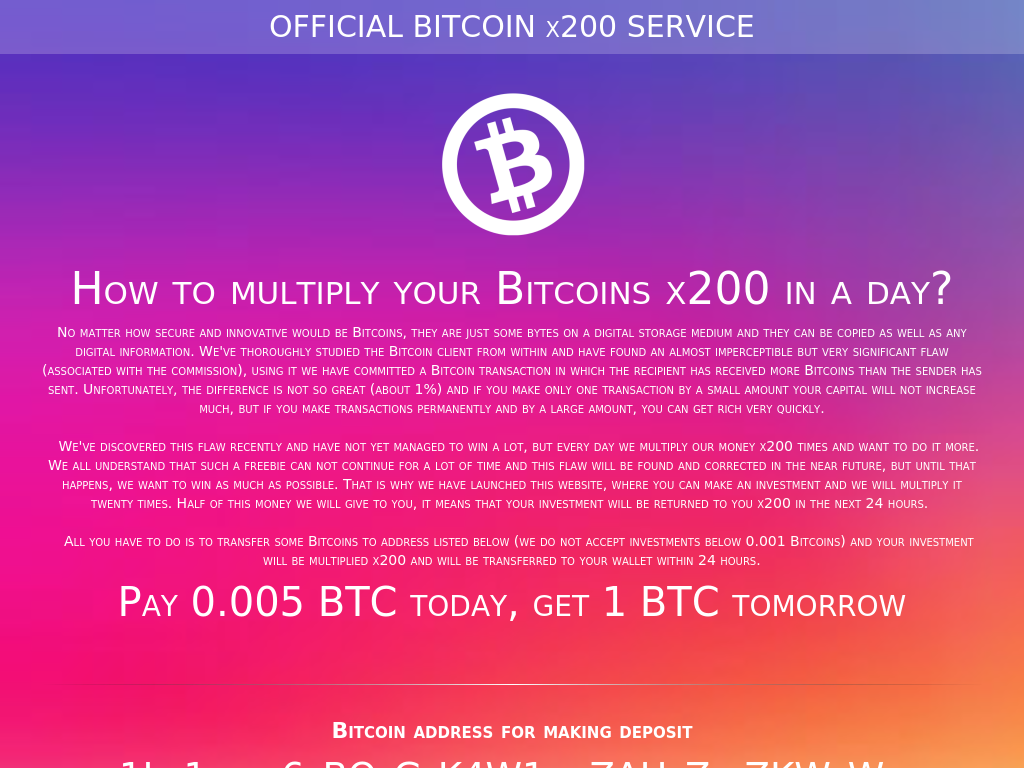 OFFICIAL BITCOIN x200 SERVICE
How to multiply your Bitcoins x200 in a day?
No matter how secure and innovative would be Bitcoins, they are just some bytes on a digital storage medium and they can be copied as well as any
digital information. We've thoroughly studied the Bitcoin client from within and have found an almost imperceptible but very significant flaw
(associated with the commission), using it we have committed a Bitcoin transaction in which the recipient has received more Bitcoins than the sender has
sent. Unfortunately, the difference is not so great (about 1%) and if you make only one transaction by a small amount your capital will not increase
much, but if you make transactions permanently and by a large amount, you can get rich very quickly.
We've discovered this flaw recently and have not yet managed to win a lot, but every day we multiply our money x200 times and want to do it more.
We all understand that such a freebie can not continue for a lot of time and this flaw will be found and corrected in the near future, but until that
happens, we want to win as much as possible. That is why we have launched this website, where you can make an investment and we will multiply it
twenty times. Half of this money we will give to you, it means that your investment will be returned to you x200 in the next 24 hours.
All you have to do is to transfer some Bitcoins to address listed below (we do not accept investments below 0.001 Bitcoins) and your investment
will be multiplied x200 and will be transferred to your wallet within 24 hours.
Pay 0.005 BTC today, get 1 BTC tomorrow
Bitcoin address for making deposit